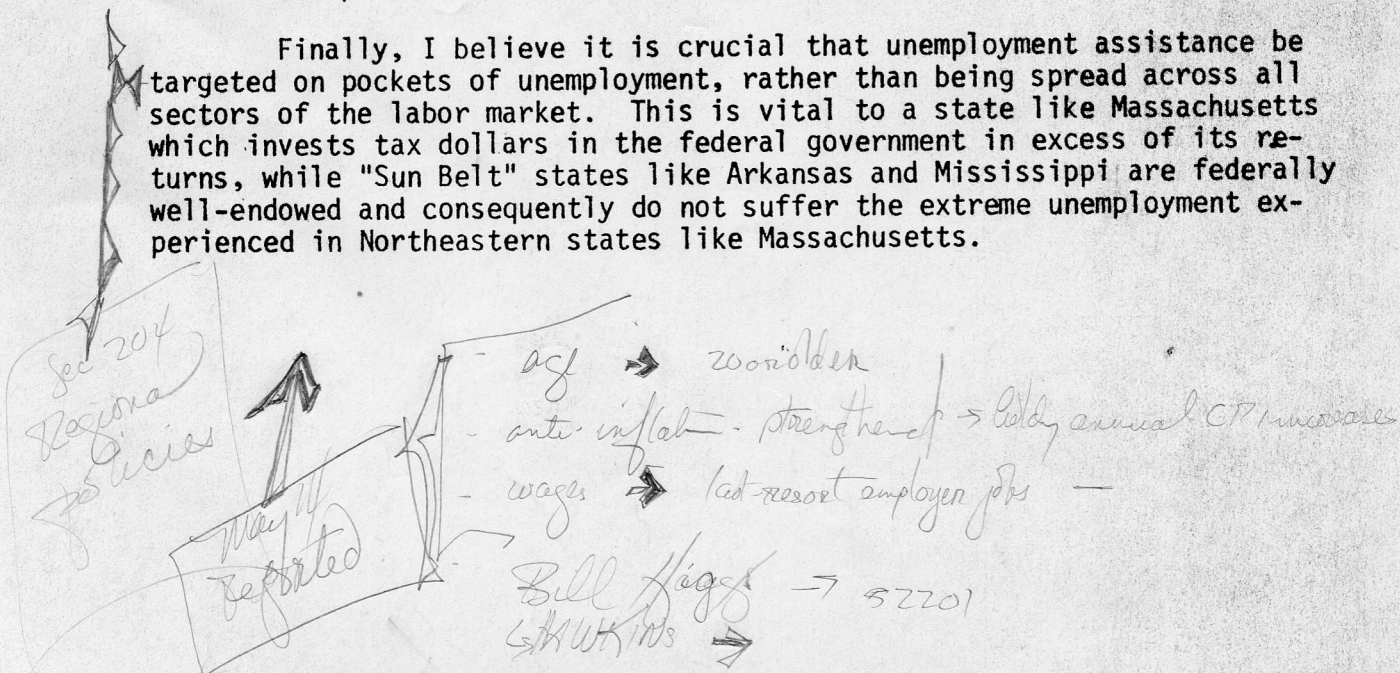 Finally, I believe it is crucial that unemployment assistance be
targeted on pockets of unemployment, rather than being spread across all
sectors of the labor market. This is vital to a state like Massachusetts
which invests tax dollars in the federal government in excess of its re-
turns, while "Sun Belt" states like Arkansas and Mississippi are federally
well-endowed and consequently do not suffer the extreme unemployment ex-
perienced in Northeastern states like Massachusetts.
Sec 204
Regional
policies
May 14
reported
- age → 20 or older
- anti-inflation - strengthened → annual CPI increases
- wages → last-resort employer jobs —
- Bill → 52201
HAWKINS →